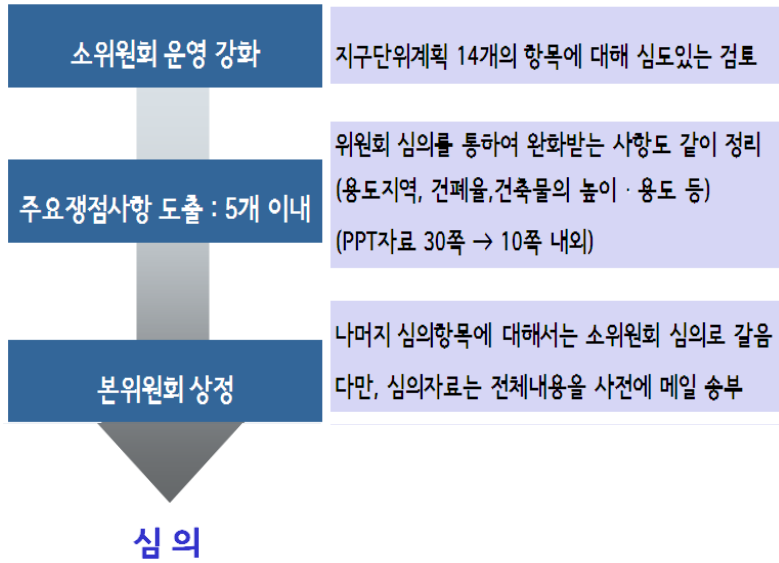 소위원회 운영 강화
지구단위계획 14개의 항목에 대해 심도있는 검토
주요쟁점사항 도출 : 5개 이내
위원회 심의를 통하여 완화받는 사항도 같이 정리
(용도지역, 건폐율,건축물의 높이 · 용도 등)
(PPT자료 30쪽 → 10쪽 내외)
본위원회 상정
나머지 심의항목에 대해서는 소위원회 심의로 갈음
다만, 심의자료는 전체내용을 사전에 메일 송부
심 의